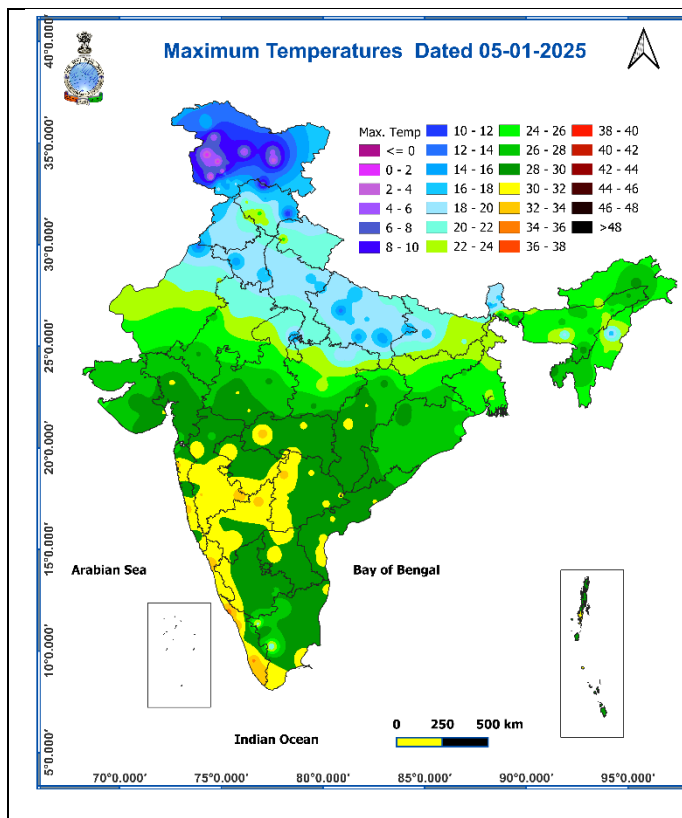 Maximum Temperatures Dated 05-01-2025
Max. Temp
<= 0
0 - 2
2 - 4
4 - 6
6 - 8
8 - 10
10 - 12
12 - 14
14 - 16
16 - 18
18 - 20
20 - 22
22 - 24
24 - 26
26 - 28
28 - 30
30 - 32
32 - 34
34 - 36
36 - 38
38 - 40
40 - 42
42 - 44
44 - 46
46 - 48
>48
40°0.000'
35°0.000'
30°0.000'
25°0.000'
20°0.000'
15°0.000'
10°0.000'
5°0.000'
Arabian Sea
Bay of Bengal
Indian Ocean
0 250 500 km
70°0.000' 75°0.000' 80°0.000' 85°0.000' 90°0.000' 95°0.000'